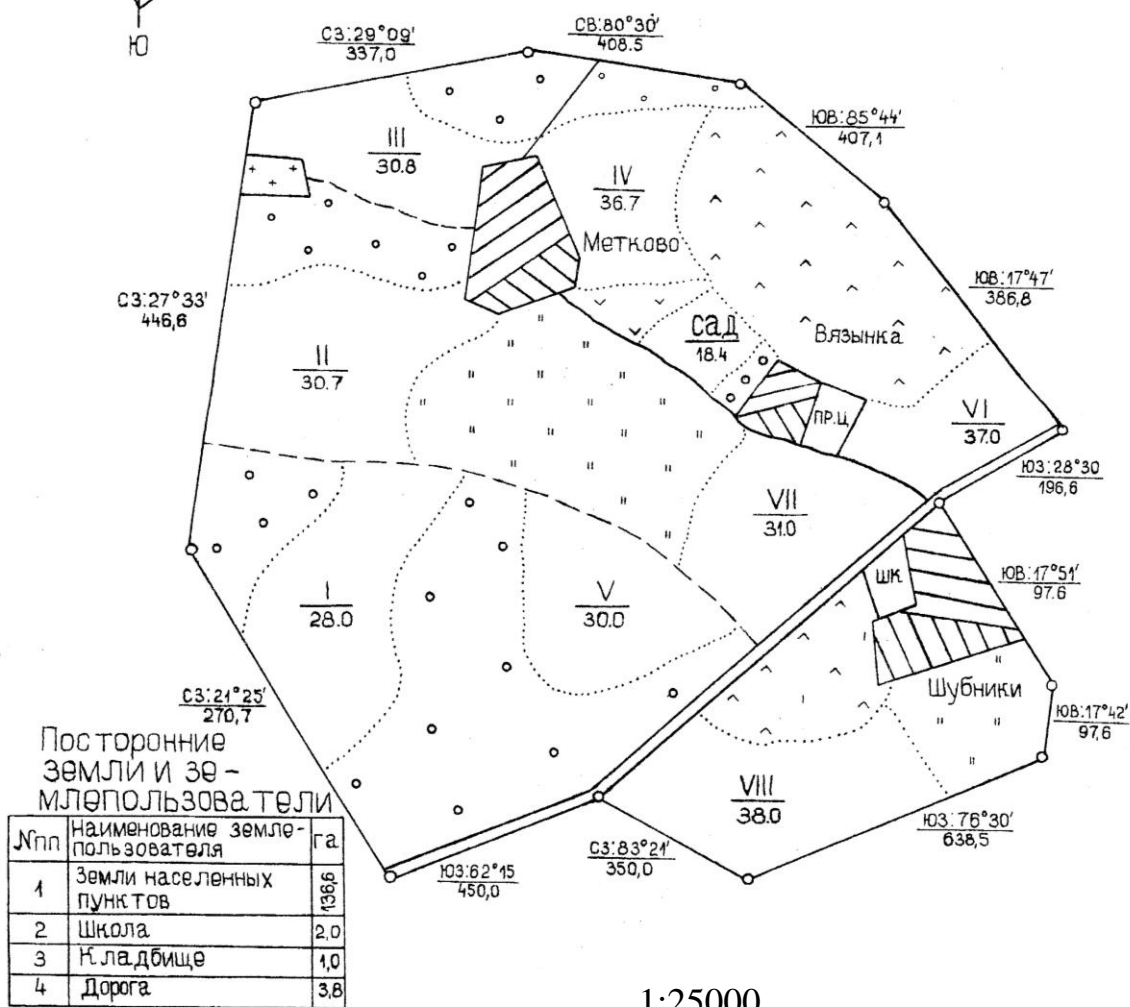 Ю
СЗ:29°09'
337,0
СВ:80°30'
408.5
ЮВ:85°44'
407,1
III
30.8
IV
36.7
Метково
ЮВ:17°47'
386,8
СЗ:27°33'
446,6
САД
18.4
Вязынка
II
30.7
ПР.Ц
VI
37.0
ЮЗ:28°30
196,6
VII
31.0
ШК
ЮВ:17°51'
97.6
I
28.0
V
30.0
Шубники
СЗ:21°25'
270,7
ЮВ:17°42'
97,6
VIII
38.0
ЮЗ:76°30'
638,5
СЗ:83°21'
350,0
ЮЗ:62°15
450,0
Посторонние
земли и зе-
млепользователи
№пп Наименование земле-
пользователя га
1 Земли населенных
пунктов 136,6
2 Школа 2,0
3 Кладбище 1,0
4 Дорога 3,8
1:25000